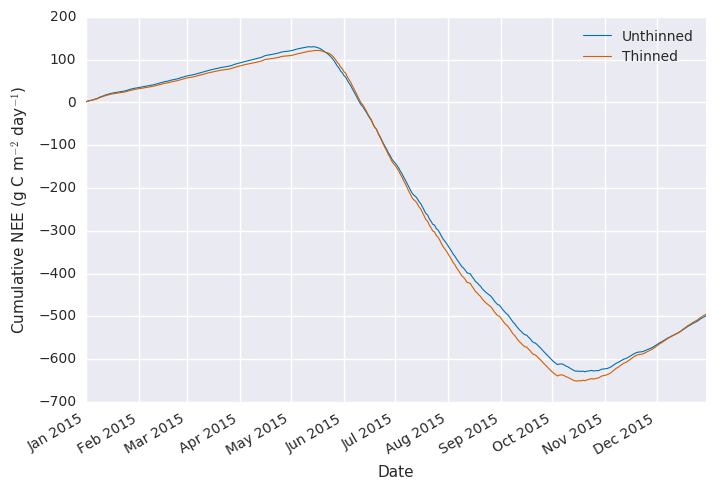 200
100
0
−100
−200
−300
−400
−500
−600
−700
Cumulative NEE (g C m⁻² day⁻¹)
Unthinned
Thinned
Jan 2015
Feb 2015
Mar 2015
Apr 2015
May 2015
Jun 2015
Jul 2015
Aug 2015
Sep 2015
Oct 2015
Nov 2015
Dec 2015
Date